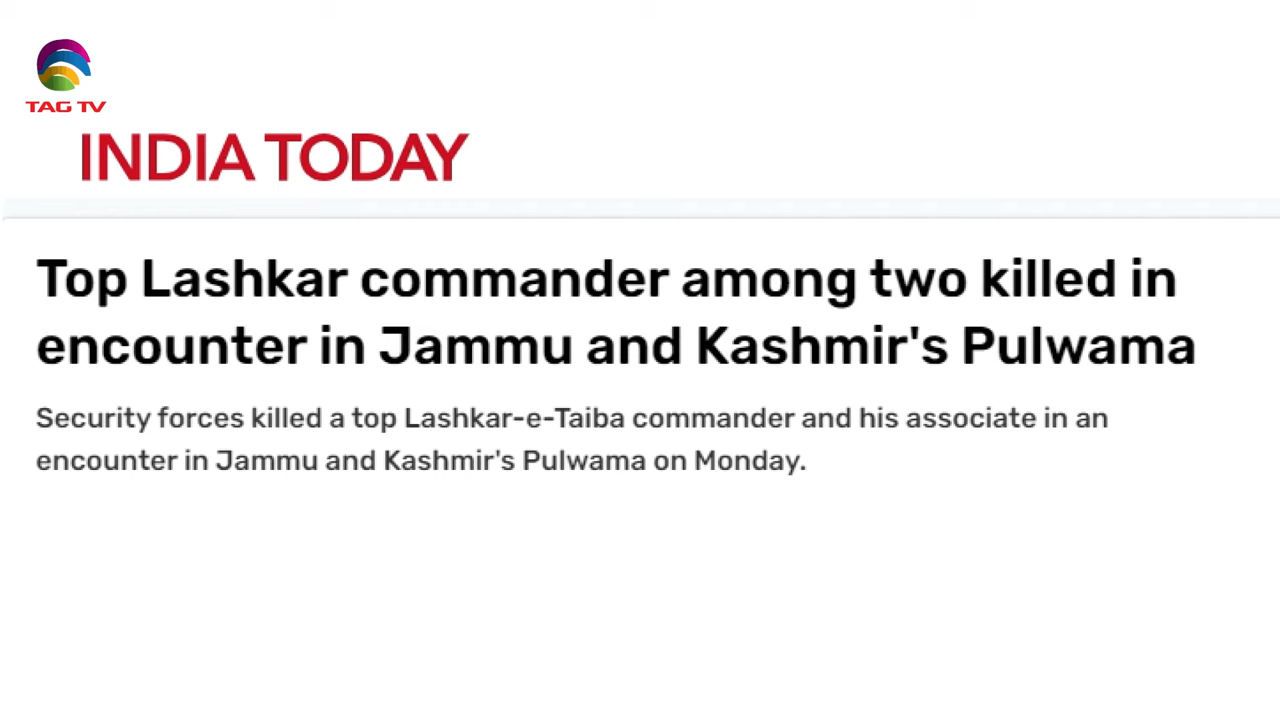 TAG TV
INDIA TODAY
Top Lashkar commander among two killed in
encounter in Jammu and Kashmir's Pulwama
Security forces killed a top Lashkar-e-Taiba commander and his associate in an
encounter in Jammu and Kashmir's Pulwama on Monday.